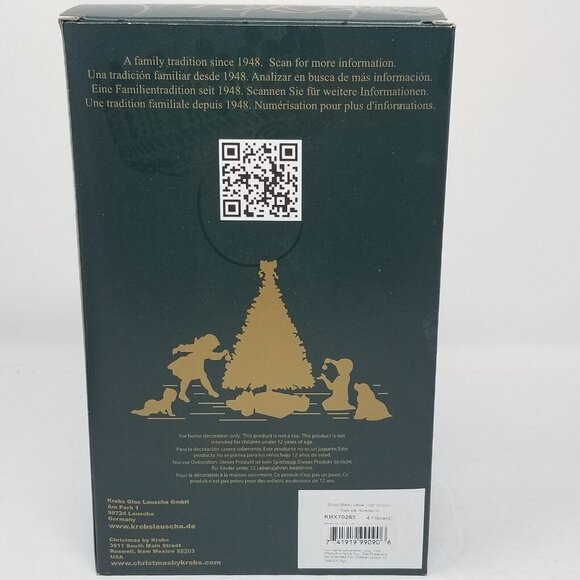 A family tradition since 1948. Scan for more information.
Una tradición familiar desde 1948. Analizar en busca de más información.
Eine Familientradition seit 1948. Scannen Sie für weitere Informationen.
Une tradition familiale depuis 1948. Numérisation pour plus d'informations.
For home decoration only. This product is not a toy. This product is not
intended for children under 12 years of age.
Para la decoración casera solamente Este producto no es un juguete, Este
producto no se piensa para los niños bajo 12 años de edad.
Nur zur Dekoration. Dieses Produkt ist kein Spielzeug. Dieses Produkt ist nicht
für Kinder unter 12 Lebensjahren bestimmt.
Pour la décoration à la maison seulement. Ce produit n'est pas un jouet.
Ce produit n'est pas prévu pour des enfants au-dessous de 12 ans.
Krebs Glas Lauscha GmbH
Am Park 1
98724 Lauscha
Germany
www.krebslauscha.de
Christmas by Krebs
3911 South Main Street
Roswell, New Mexico 88203
USA
www.christmasbykrebs.com
KBX70285
7 41919 99090 6